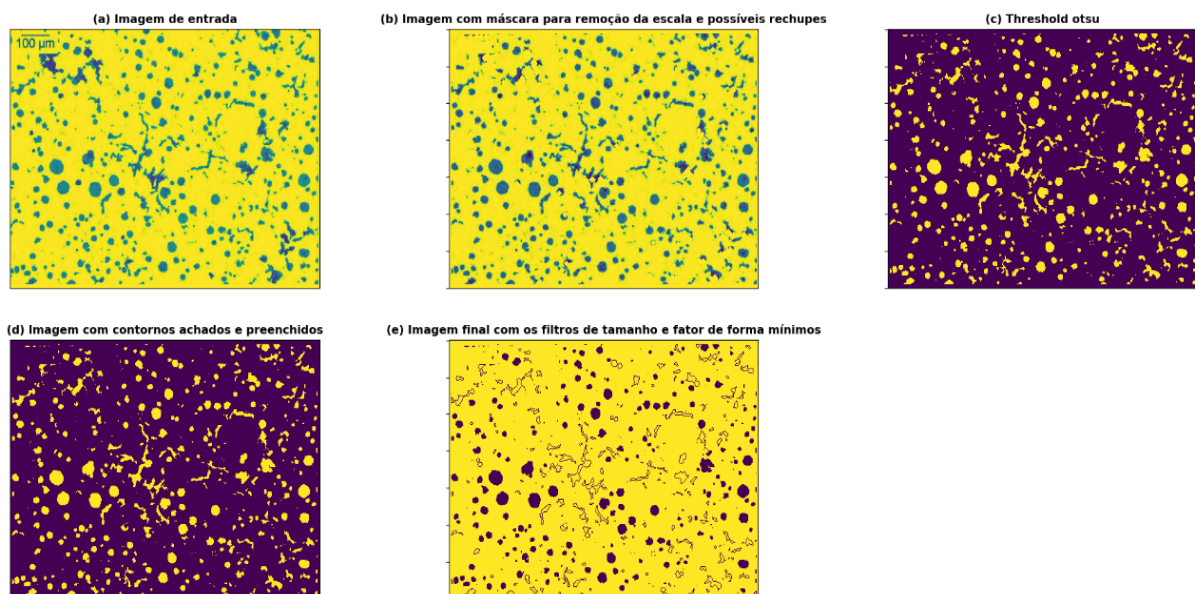 (a) Imagem de entrada
(b) Imagem com máscara para remoção da escala e possíveis rechupes
(c) Threshold otsu
100 µm
(d) Imagem com contornos achados e preenchidos
(e) Imagem final com os filtros de tamanho e fator de forma mínimos